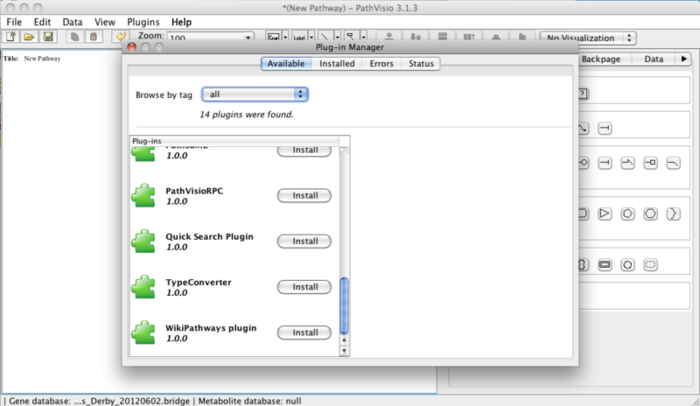 *(New Pathway) - PathVisio 3.1.3
File Edit Data View Plugins Help
Zoom: 100
No Visualization
Title: New Pathway
Backpage Data
Plug-in Manager
Available Installed Errors Status
Browse by tag all
14 plugins were found.
Plug-ins
1.0.0 Install
PathVisioRPC
1.0.0 Install
Quick Search Plugin
1.0.0 Install
TypeConverter
1.0.0 Install
WikiPathways plugin
1.0.0 Install
| Gene database: ...s_Derby_20120602.bridge | Metabolite database: null